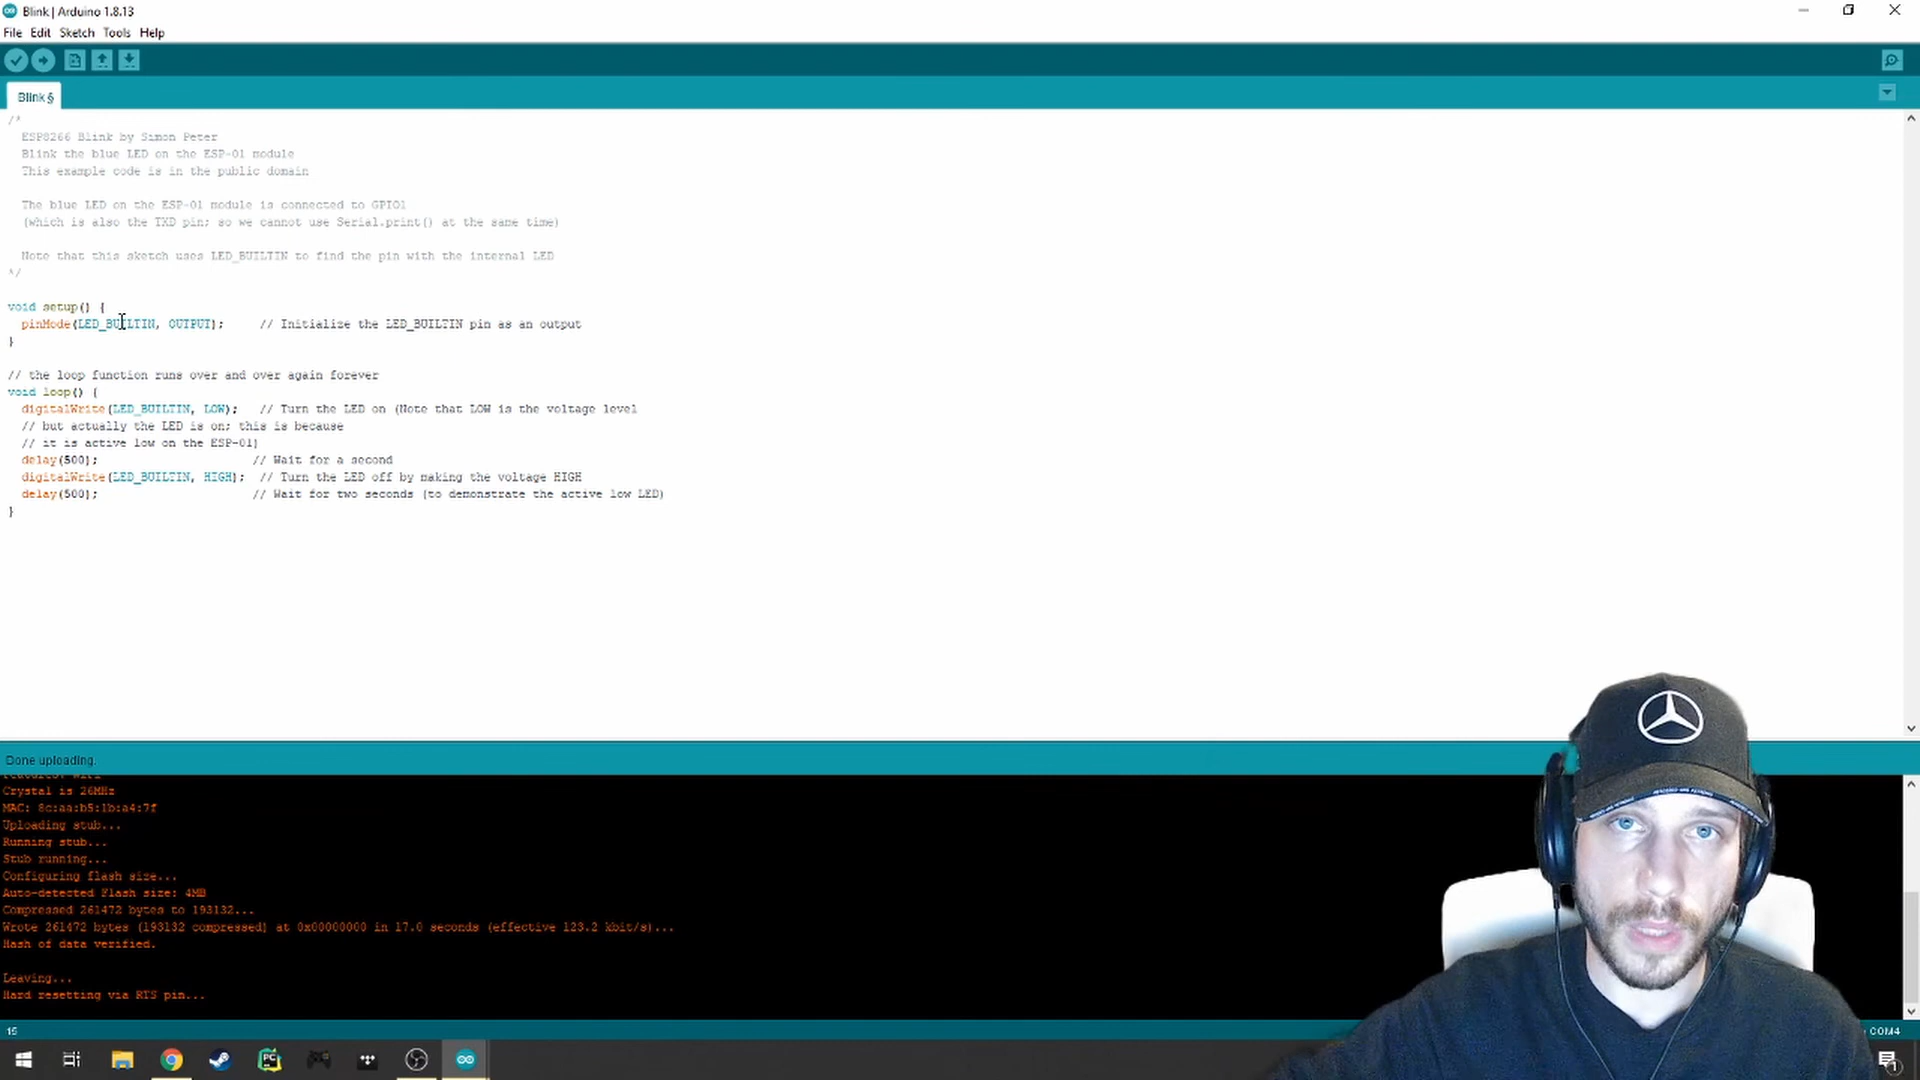 Blink | Arduino 1.8.13
File Edit Sketch Tools Help
Blink §
/*
ESP8266 Blink by Simon Peter
Blink the blue LED on the ESP-01 module
This example code is in the public domain
The blue LED on the ESP-01 module is connected to GPIO1
(which is also the TXD pin; so we cannot use Serial.print() at the same time)
Note that this sketch uses LED_BUILTIN to find the pin with the internal LED
*/
void setup() {
pinMode(LED_BUILTIN, OUTPUT);     // Initialize the LED_BUILTIN pin as an output
}
// the loop function runs over and over again forever
void loop() {
digitalWrite(LED_BUILTIN, LOW);   // Turn the LED on (Note that LOW is the voltage level
// but actually the LED is on; this is because
// it is active low on the ESP-01)
delay(500);                      // Wait for a second
digitalWrite(LED_BUILTIN, HIGH);  // Turn the LED off by making the voltage HIGH
delay(500);                      // Wait for two seconds (to demonstrate the active low LED)
}
Done uploading.
Crystal is 26MHz
MAC: 8c:aa:b5:1b:a4:7f
Uploading stub...
Running stub...
Stub running...
Configuring flash size...
Auto-detected Flash size: 4MB
Compressed 261472 bytes to 193132...
Wrote 261472 bytes (193132 compressed) at 0x00000000 in 17.0 seconds (effective 123.2 kbit/s)...
Hash of data verified.
Leaving...
Hard resetting via RTS pin...
15
COM4
PC
1